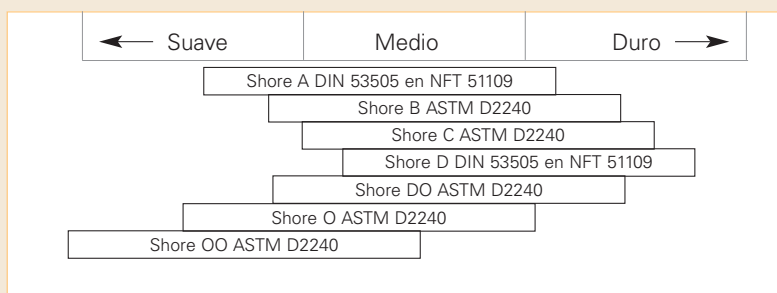 Suave Medio Duro
Shore A DIN 53505 en NFT 51109
Shore B ASTM D2240
Shore C ASTM D2240
Shore D DIN 53505 en NFT 51109
Shore DO ASTM D2240
Shore O ASTM D2240
Shore OO ASTM D2240